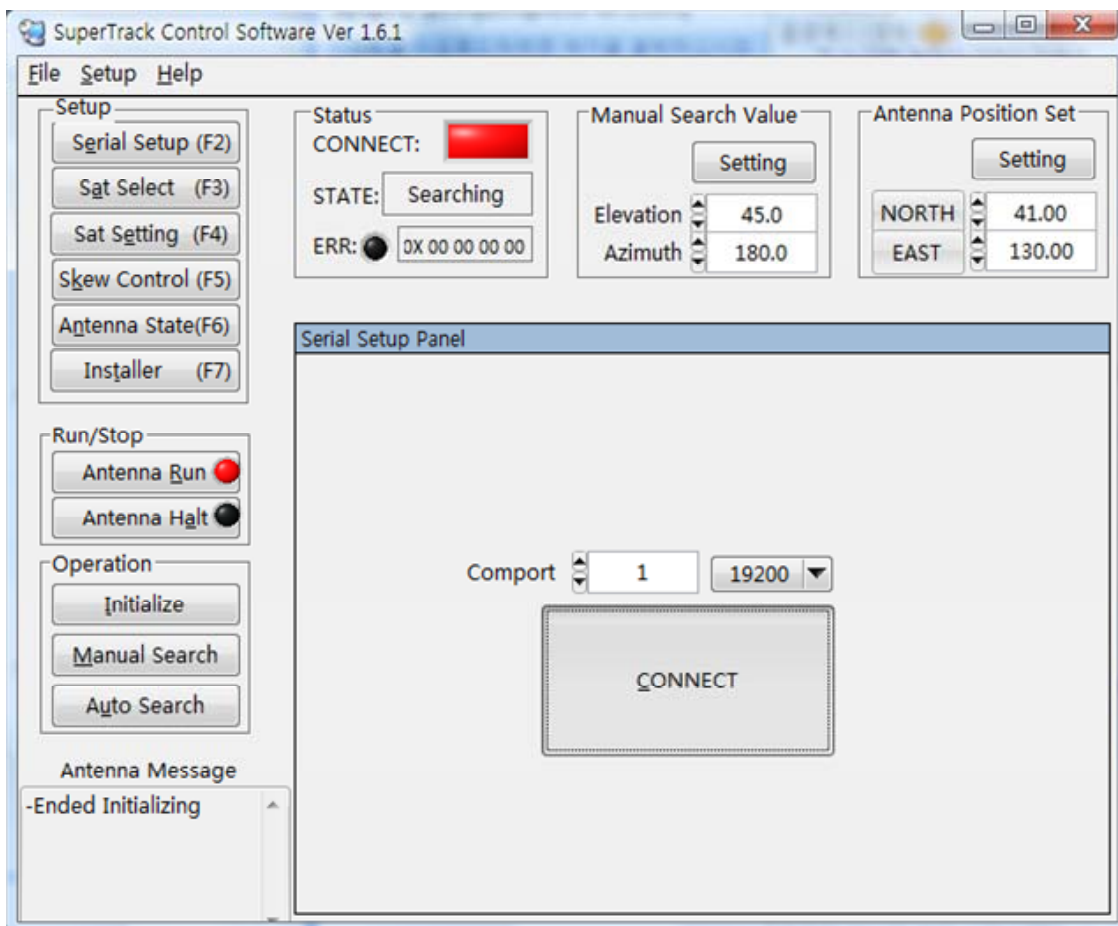 SuperTrack Control Software Ver 1.6.1
File Setup Help
Setup
Serial Setup (F2)
Sat Select (F3)
Sat Setting (F4)
Skew Control (F5)
Antenna State(F6)
Installer (F7)
Run/Stop
Antenna Run
Antenna Halt
Operation
Initialize
Manual Search
Auto Search
Antenna Message
-Ended Initializing
Status
CONNECT:
STATE: Searching
ERR: 0X 00 00 00 00
Manual Search Value
Setting
Elevation 45.0
Azimuth 180.0
Antenna Position Set
Setting
NORTH 41.00
EAST 130.00
Serial Setup Panel
Comport 1 19200
CONNECT